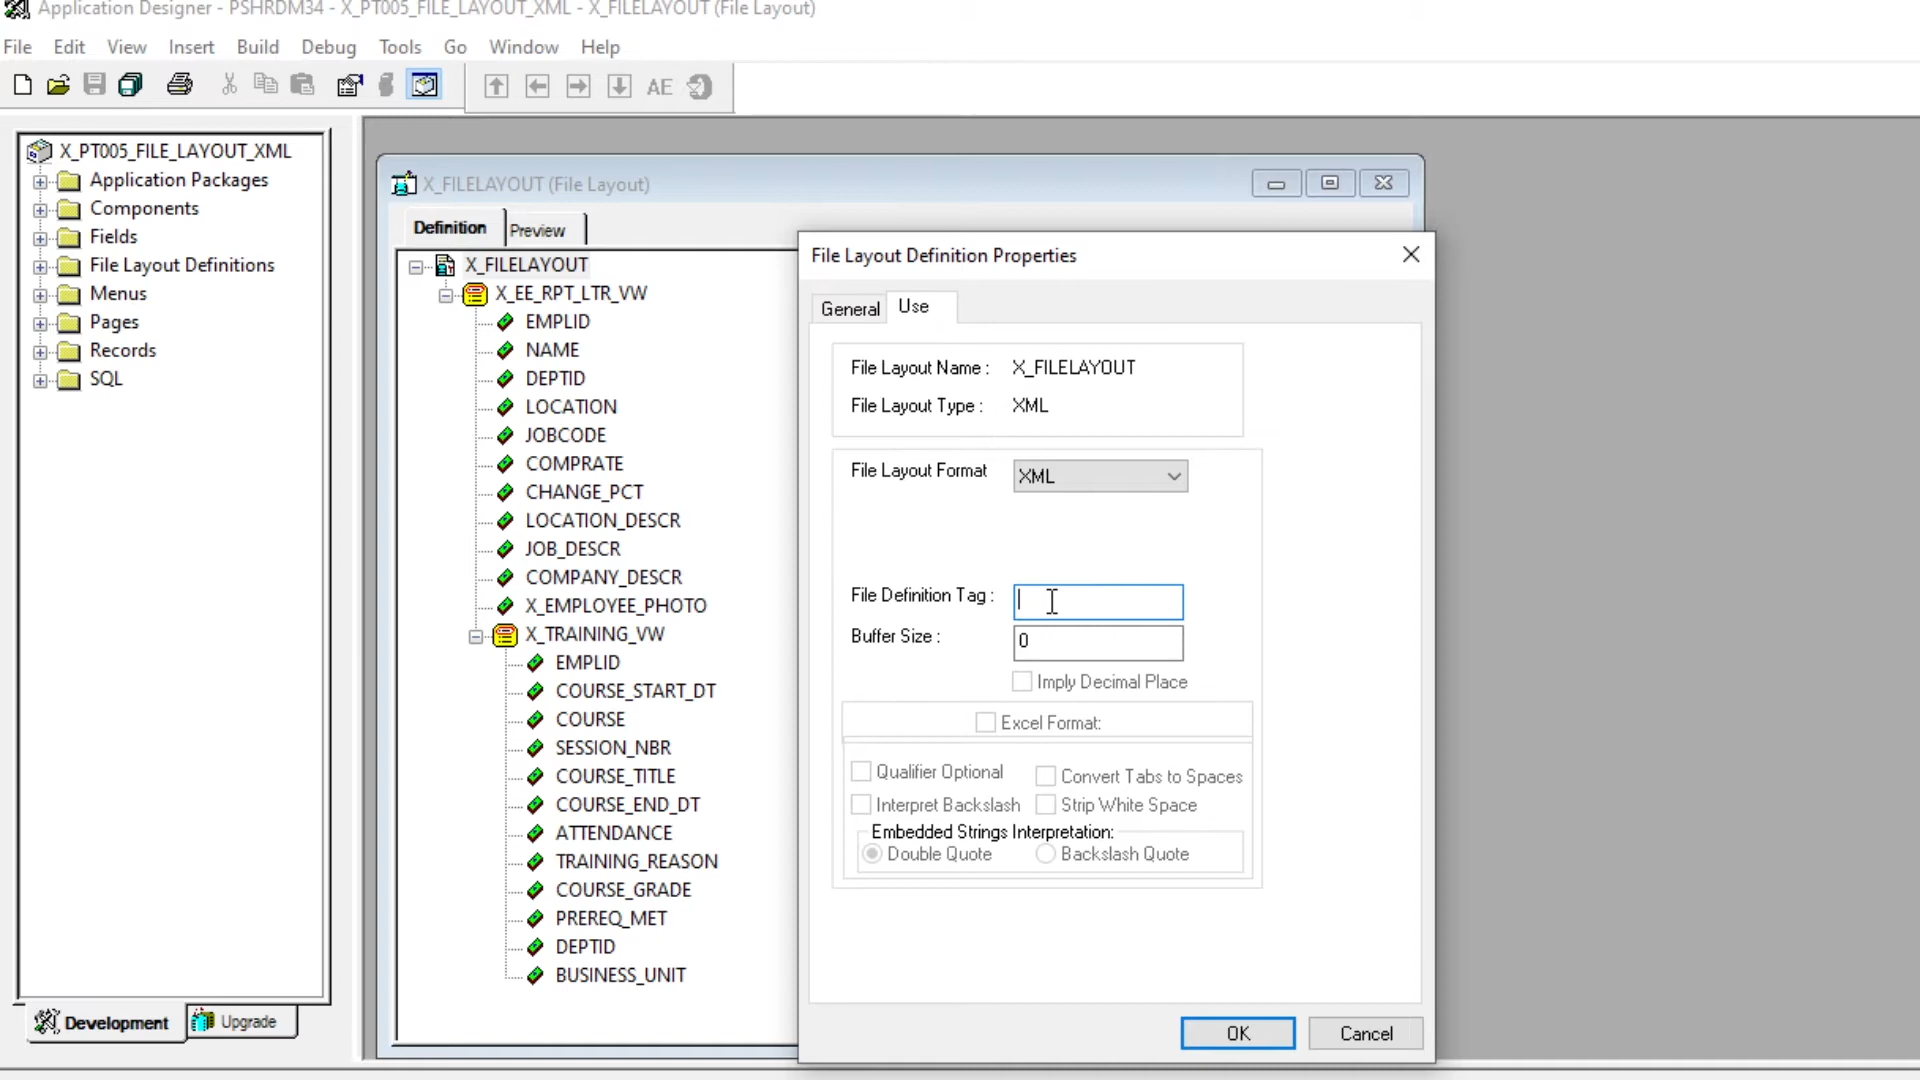 Application Designer - PSHRDM34 - X_PT005_FILE_LAYOUT_XML - X_FILELAYOUT (File Layout)
File Edit View Insert Build Debug Tools Go Window Help
AE
X_PT005_FILE_LAYOUT_XML
Application Packages
Components
Fields
File Layout Definitions
Menus
Pages
Records
SQL
Development
Upgrade
X_FILELAYOUT (File Layout)
Definition
Preview
X_FILELAYOUT
X_EE_RPT_LTR_VW
EMPLID
NAME
DEPTID
LOCATION
JOBCODE
COMPRATE
CHANGE_PCT
LOCATION_DESCR
JOB_DESCR
COMPANY_DESCR
X_EMPLOYEE_PHOTO
X_TRAINING_VW
EMPLID
COURSE_START_DT
COURSE
SESSION_NBR
COURSE_TITLE
COURSE_END_DT
ATTENDANCE
TRAINING_REASON
COURSE_GRADE
PREREQ_MET
DEPTID
BUSINESS_UNIT
File Layout Definition Properties
General
Use
File Layout Name : X_FILELAYOUT
File Layout Type : XML
File Layout Format XML
File Definition Tag :
Buffer Size : 0
Imply Decimal Place
Excel Format:
Qualifier Optional Convert Tabs to Spaces
Interpret Backslash Strip White Space
Embedded Strings Interpretation:
Double Quote Backslash Quote
OK Cancel